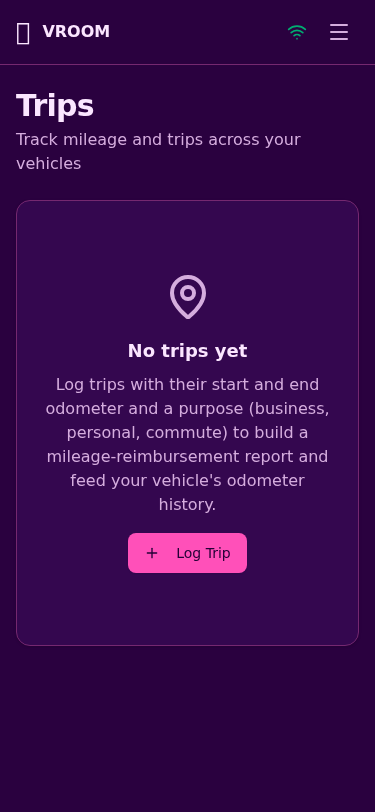 VROOM
Trips
Track mileage and trips across your
vehicles
No trips yet
Log trips with their start and end
odometer and a purpose (business,
personal, commute) to build a
mileage-reimbursement report and
feed your vehicle's odometer
history.
Log Trip